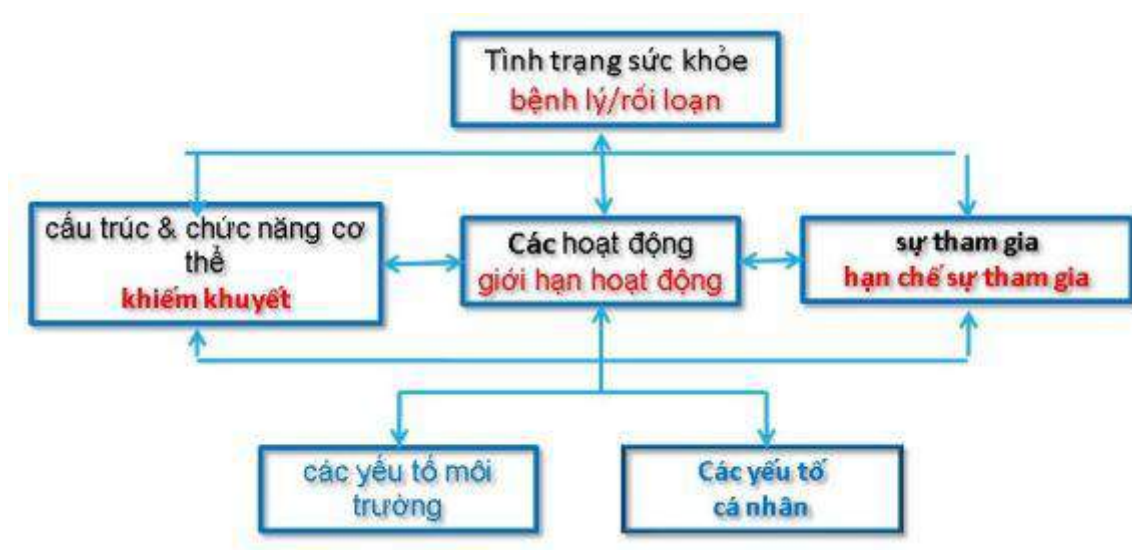 Tình trạng sức khỏe
bệnh lý/rối loạn
cấu trúc & chức năng cơ
thể
khiếm khuyết
Các hoạt động
giới hạn hoạt động
sự tham gia
hạn chế sự tham gia
các yếu tố môi
trường
Các yếu tố
cá nhân